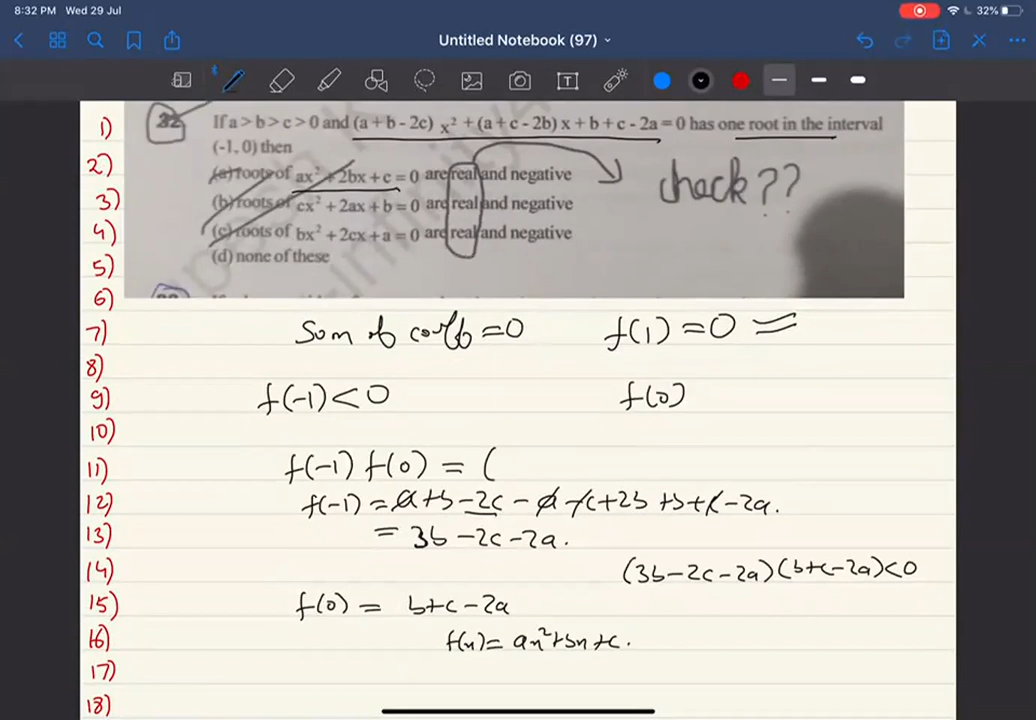 8:32 PM Wed 29 Jul 32%
Untitled Notebook (97)
1) 22 If a > b > c > 0 and (a + b - 2c) x² + (a + c - 2b) x + b + c - 2a = 0 has one root in the interval
(-1, 0) then
2) (a) roots of ax² + 2bx + c = 0 are real and negative check??
3) (b) roots of cx² + 2ax + b = 0 are real and negative
4) (c) roots of bx² + 2cx + a = 0 are real and negative
5) (d) none of these
6)
7) Sum of coeff = 0 f(1) = 0
8)
9) f(-1) < 0 f(0)
10)
11) f(-1) f(0) = (
12) f(-1) = a + b - 2c - a - c + 2b + b + c - 2a.
13) = 3b - 2c - 2a.
14) (3b - 2c - 2a)(b + c - 2a) < 0
15) f(0) = b + c - 2a
16) f(x) = ax² + bx + c.
17)
18)